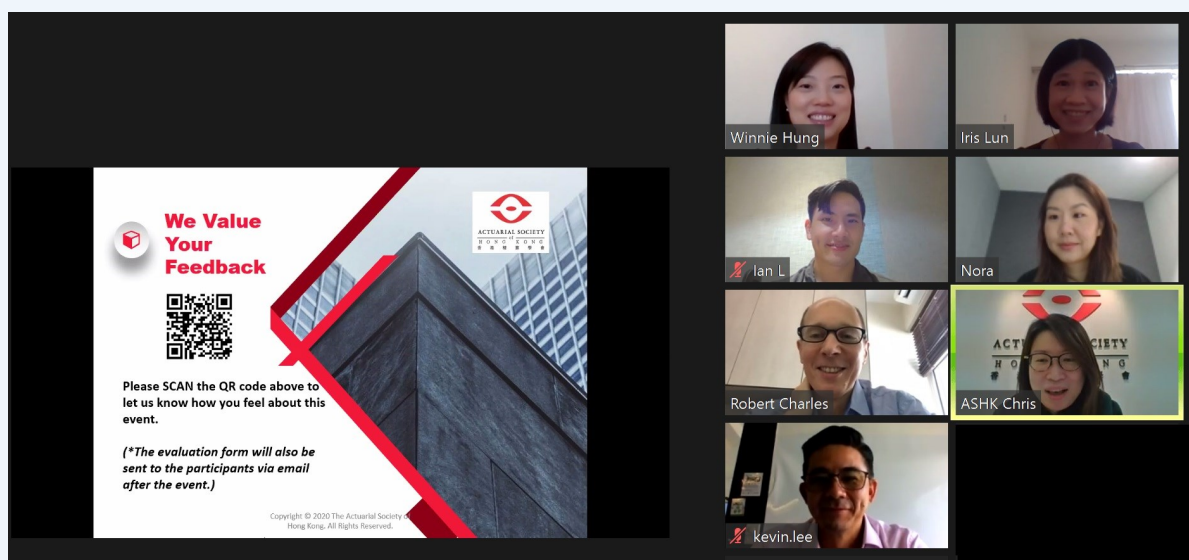 We Value
Your
Feedback
ACTUARIAL SOCIETY
of
HONG KONG
Please SCAN the QR code above to
let us know how you feel about this
event.
(*The evaluation form will also be
sent to the participants via email
after the event.)
Copyright © 2020 The Actuarial Society of
Hong Kong. All Rights Reserved.
Winnie Hung
Iris Lun
Ian L
Nora
Robert Charles
ASHK Chris
kevin.lee